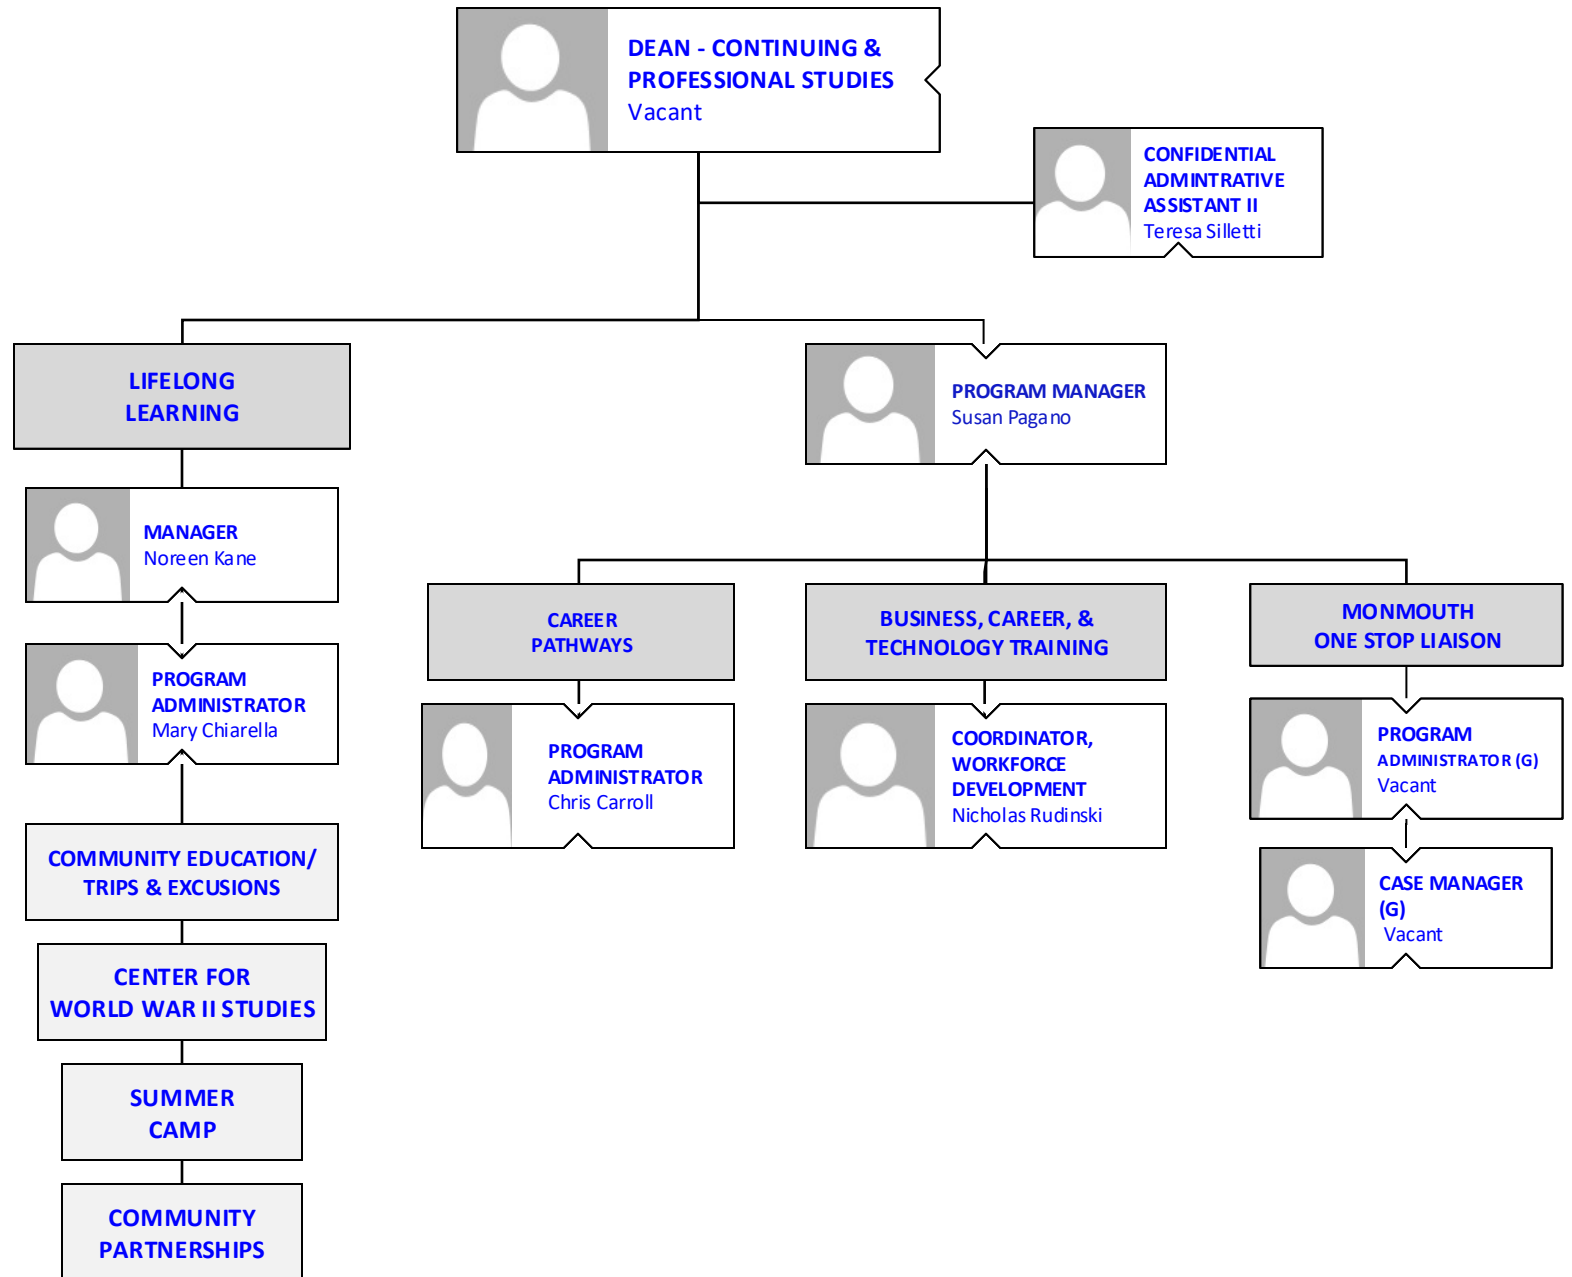 DEAN - CONTINUING &
PROFESSIONAL STUDIES
Vacant
CONFIDENTIAL
ADMINTRATIVE
ASSISTANT II
Teresa Silletti
LIFELONG
LEARNING
PROGRAM MANAGER
Susan Pagano
MANAGER
Noreen Kane
PROGRAM
ADMINISTRATOR
Mary Chiarella
CAREER
PATHWAYS
BUSINESS, CAREER, &
TECHNOLOGY TRAINING
MONMOUTH
ONE STOP LIAISON
PROGRAM
ADMINISTRATOR
Chris Carroll
COORDINATOR,
WORKFORCE
DEVELOPMENT
Nicholas Rudinski
PROGRAM
ADMINISTRATOR (G)
Vacant
CASE MANAGER
(G)
Vacant
COMMUNITY EDUCATION/
TRIPS & EXCUSIONS
CENTER FOR
WORLD WAR II STUDIES
SUMMER
CAMP
COMMUNITY
PARTNERSHIPS